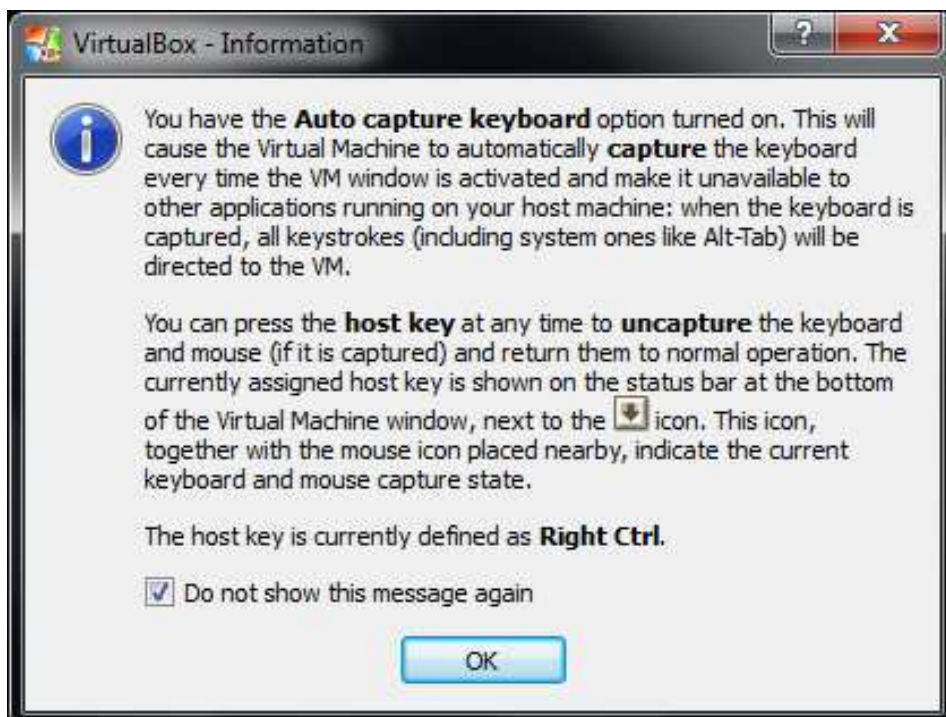 VirtualBox - Information
?
X
You have the Auto capture keyboard option turned on. This will
cause the Virtual Machine to automatically capture the keyboard
every time the VM window is activated and make it unavailable to
other applications running on your host machine: when the keyboard is
captured, all keystrokes (including system ones like Alt-Tab) will be
directed to the VM.
You can press the host key at any time to uncapture the keyboard
and mouse (if it is captured) and return them to normal operation. The
currently assigned host key is shown on the status bar at the bottom
of the Virtual Machine window, next to the icon. This icon,
together with the mouse icon placed nearby, indicate the current
keyboard and mouse capture state.
The host key is currently defined as Right Ctrl.
Do not show this message again
OK